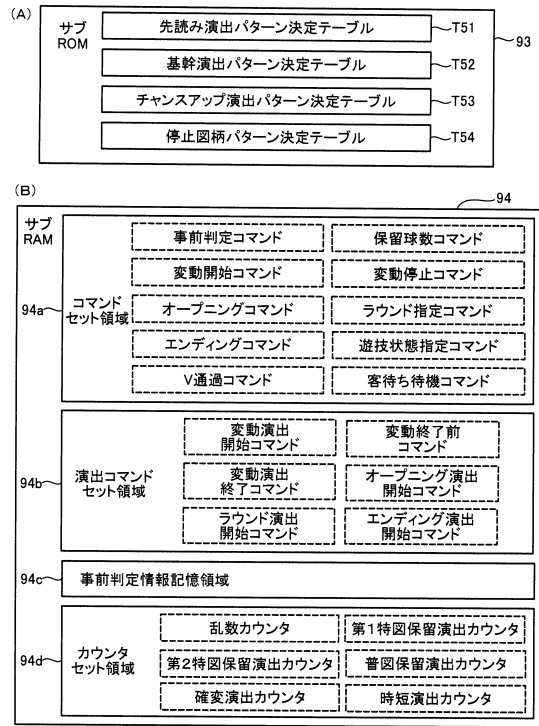 (A)
サブ
ROM
先読み演出パターン決定テーブル
T51
93
基幹演出パターン決定テーブル
T52
チャンスアップ演出パターン決定テーブル
T53
停止図柄パターン決定テーブル
T54
(B)
94
サブ
RAM
94a
コマンド
セット領域
事前判定コマンド
保留球数コマンド
変動開始コマンド
変動停止コマンド
オープニングコマンド
ラウンド指定コマンド
エンディングコマンド
遊技状態指定コマンド
V通過コマンド
客待ち待機コマンド
94b
演出コマンド
セット領域
変動演出
開始コマンド
変動終了前
コマンド
変動演出
終了コマンド
オープニング演出
開始コマンド
ラウンド演出
開始コマンド
エンディング演出
開始コマンド
94c
事前判定情報記憶領域
94d
カウンタ
セット領域
乱数カウンタ
第1特図保留演出カウンタ
第2特図保留演出カウンタ
普図保留演出カウンタ
確変演出カウンタ
時短演出カウンタ